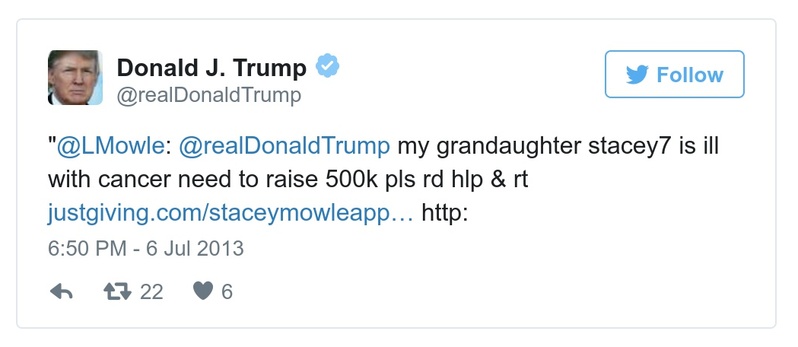 Donald J. Trump
@realDonaldTrump
Follow
"@LMowle: @realDonaldTrump my grandaughter stacey7 is ill
with cancer need to raise 500k pls rd hlp & rt
justgiving.com/staceymowleapp… http:
6:50 PM - 6 Jul 2013
22 6